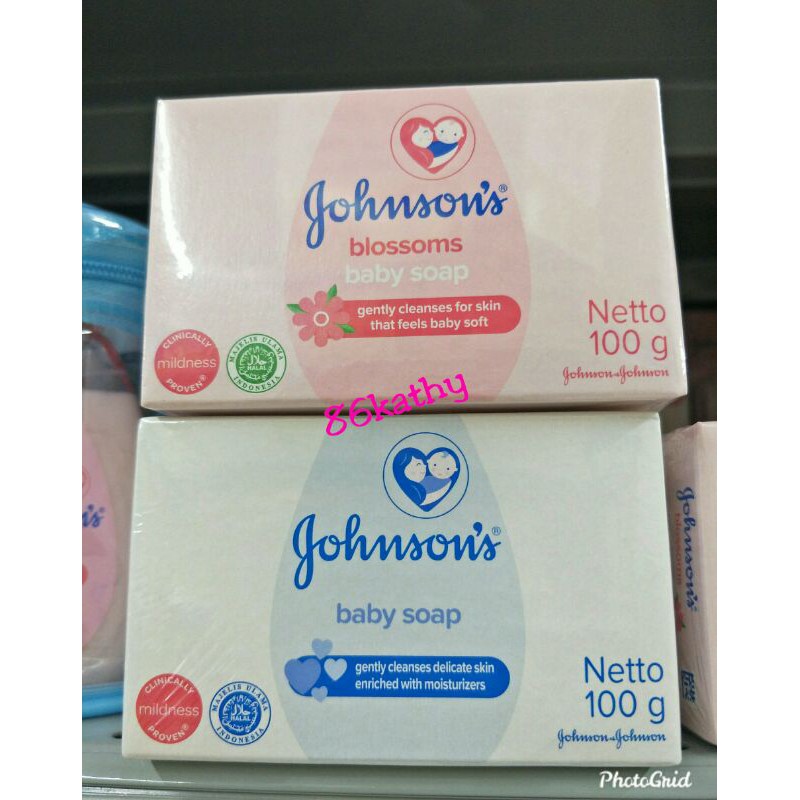 Johnson's®
blossoms
baby soap
gently cleanses for skin
that feels baby soft
CLINICALLY
mildness
PROVEN®
MAJELIS ULAMA
HALAL
INDONESIA
Netto
100 g
Johnson & Johnson
86kathy
Johnson's®
baby soap
gently cleanses delicate skin
enriched with moisturizers
CLINICALLY
mildness
PROVEN®
MAJELIS ULAMA
HALAL
INDONESIA
Netto
100 g
Johnson & Johnson
Johnson's
blossoms
PhotoGrid